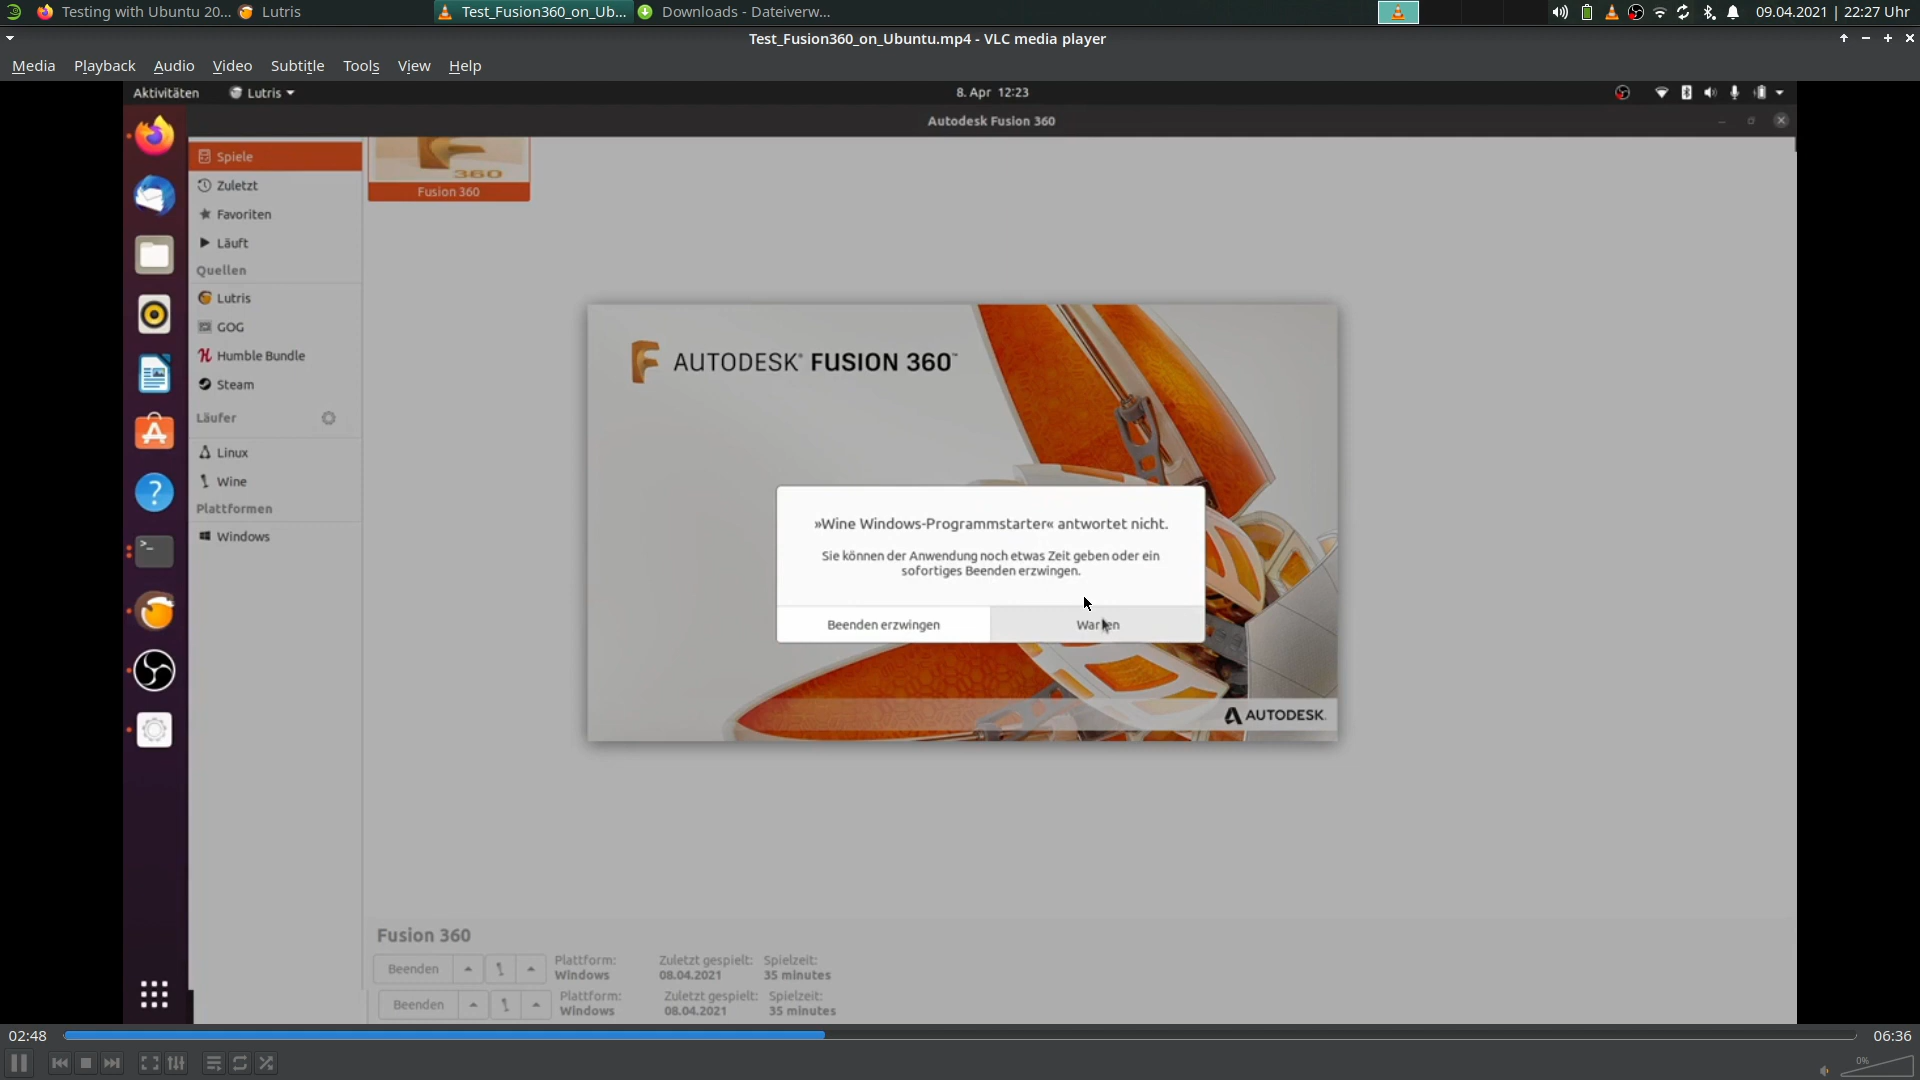 Testing with Ubuntu 20...
Lutris
Test_Fusion360_on_Ub...
Downloads - Dateiverw...
09.04.2021 | 22:27 Uhr
Test_Fusion360_on_Ubuntu.mp4 - VLC media player
Media Playback Audio Video Subtitle Tools View Help
Aktivitäten
Lutris
8. Apr 12:23
Autodesk Fusion 360
Spiele
Zuletzt
Favoriten
Läuft
Quellen
Lutris
GOG
Humble Bundle
Steam
Läufer
Linux
Wine
Plattformen
Windows
360
Fusion 360
AUTODESK® FUSION 360™
»Wine Windows-Programmstarter« antwortet nicht.
Sie können der Anwendung noch etwas Zeit geben oder ein
sofortiges Beenden erzwingen.
Beenden erzwingen
Warten
AUTODESK.
Fusion 360
Beenden
Plattform:
Windows
Zuletzt gespielt:
08.04.2021
Spielzeit:
35 minutes
Beenden
Plattform:
Windows
Zuletzt gespielt:
08.04.2021
Spielzeit:
35 minutes
02:48
06:36
0%